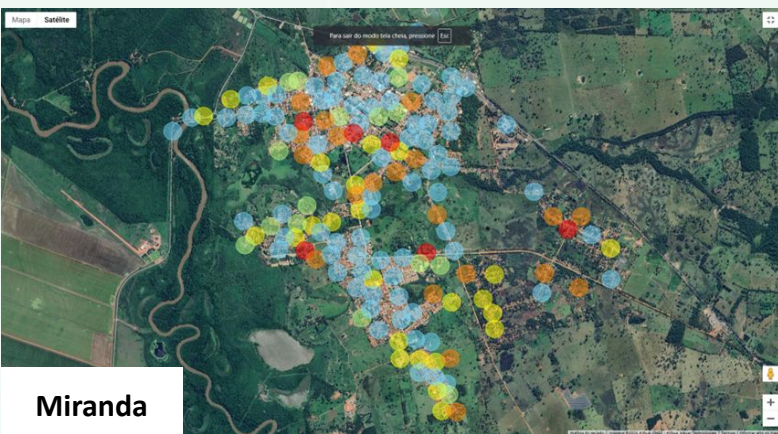 Mapa Satélite
Para sair do modo tela cheia, pressione Esc
Miranda